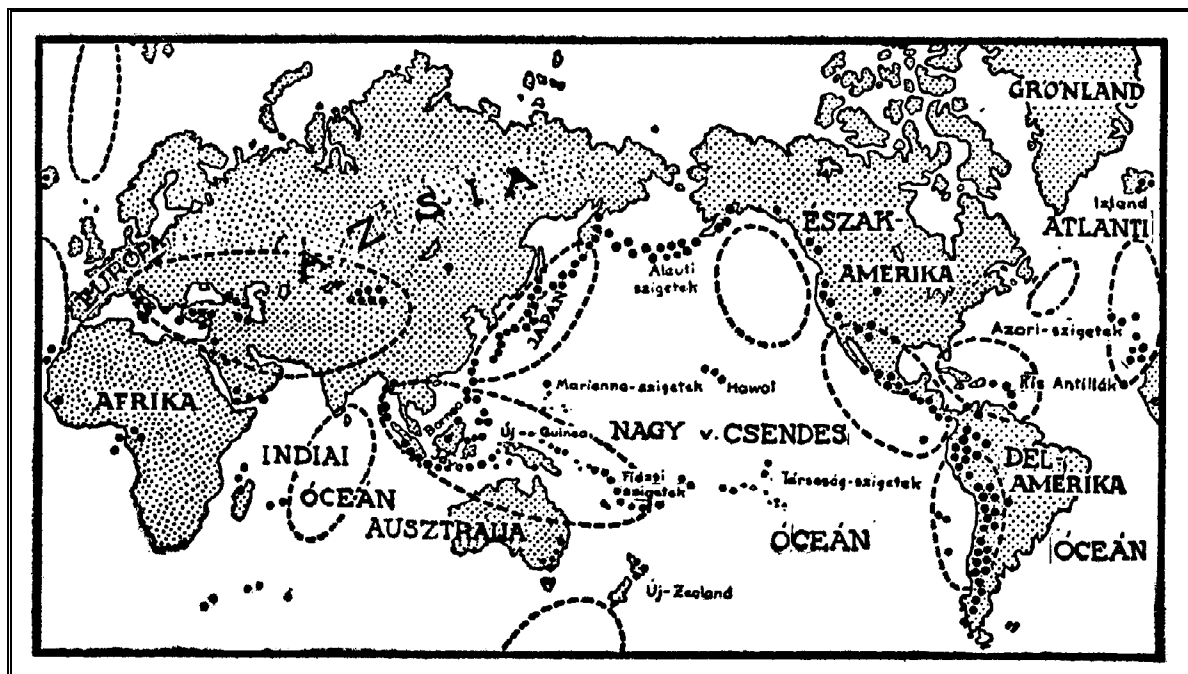 GRÖNLAND
Izland
ATLANTI
EURÓPA
ÁZSIA
ÉSZAK-
AMERIKA
Aleuti
szigetek
JAPÁN
Azori-szigetek
Kis Antillák
AFRIKA
Marianna-szigetek
Hawai
Borneo
Új-Guinea
NAGY v. CSENDES
INDIAI
ÓCEÁN
Fidzsi
szigetek
Társaság-szigetek
DÉL-
AMERIKA
AUSZTRÁLIA
ÓCEÁN
ÓCEÁN
Új-Zealand